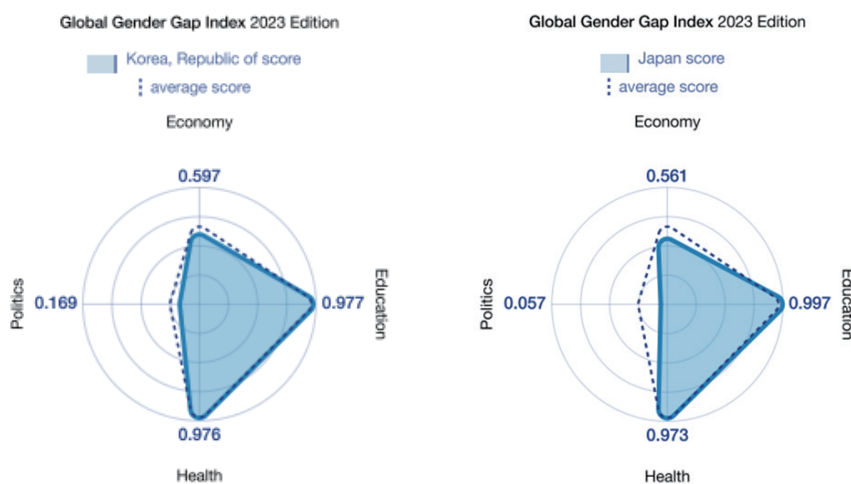 Global Gender Gap Index 2023 Edition
Korea, Republic of score
average score
Economy
0.597
Politics
0.169
0.977
Education
0.976
Health
Global Gender Gap Index 2023 Edition
Japan score
average score
Economy
0.561
Politics
0.057
0.997
Education
0.973
Health